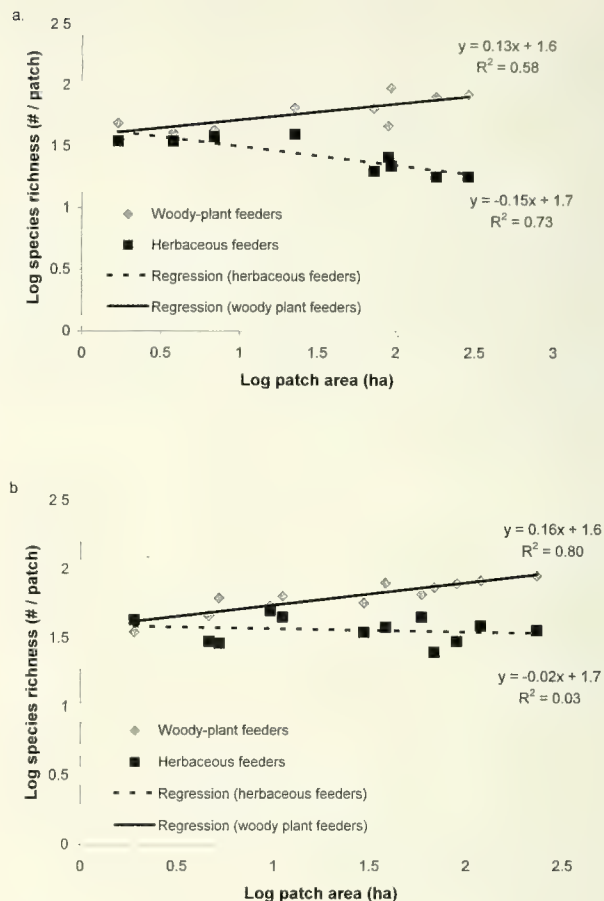 a.
2 5
y = 0.13x + 1.6
R² = 0.58
2
1.5
1
0.5
0
y = -0.15x + 1.7
R² = 0.73
Log species richness (# / patch)
Woody-plant feeders
Herbaceous feeders
Regression (herbaceous feeders)
Regression (woody plant feeders)
0 0.5 1 1.5 2 2.5 3
Log patch area (ha)
b
2 5
y = 0.16x + 1.6
R² = 0.80
2
1.5
1
0.5
0
y = -0.02x + 1.7
R² = 0.03
Log species richness (# / patch)
Woody-plant feeders
Herbaceous feeders
Regression (herbaceous feeders)
Regression (woody plant feeders)
0 0.5 1 1.5 2 2.5
Log patch area (ha)